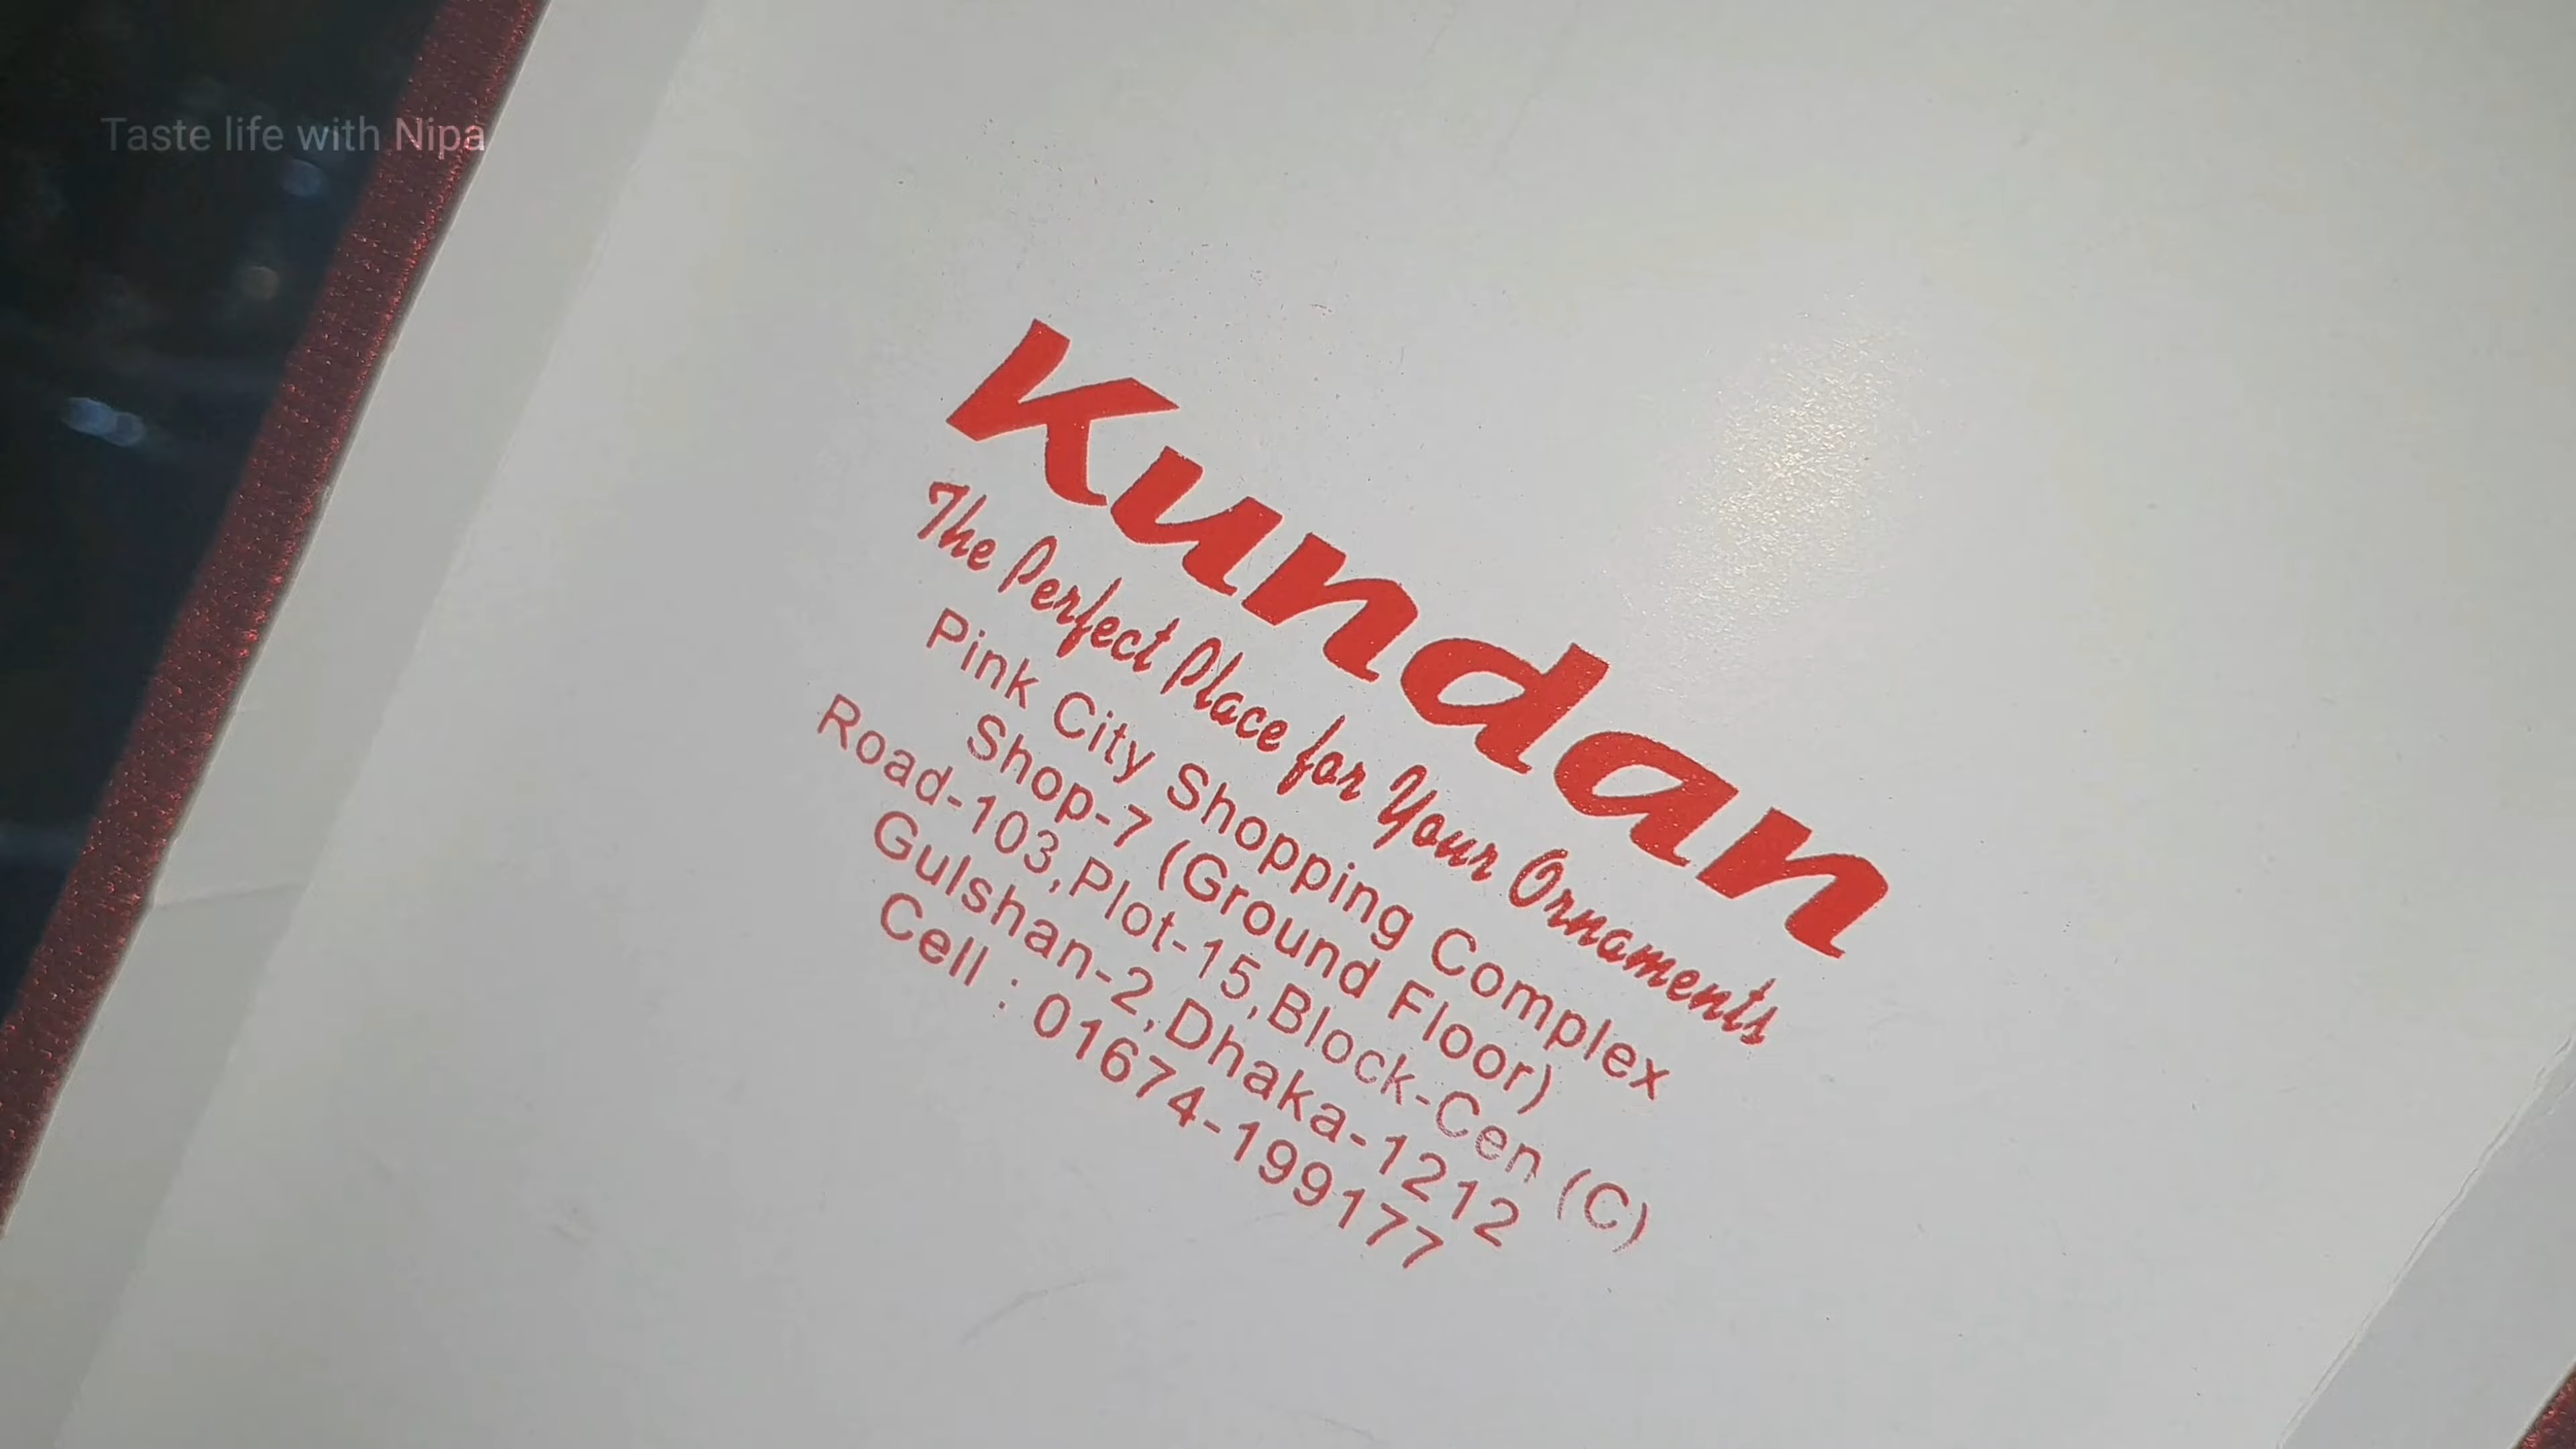 Taste life with Nipa
Kundan
The Perfect Place for Your Ornaments
Pink City Shopping Complex
Shop-7 (Ground Floor)
Road-103,Plot-15,Block-Cen (C)
Gulshan-2,Dhaka-1212
Cell : 01674-199177